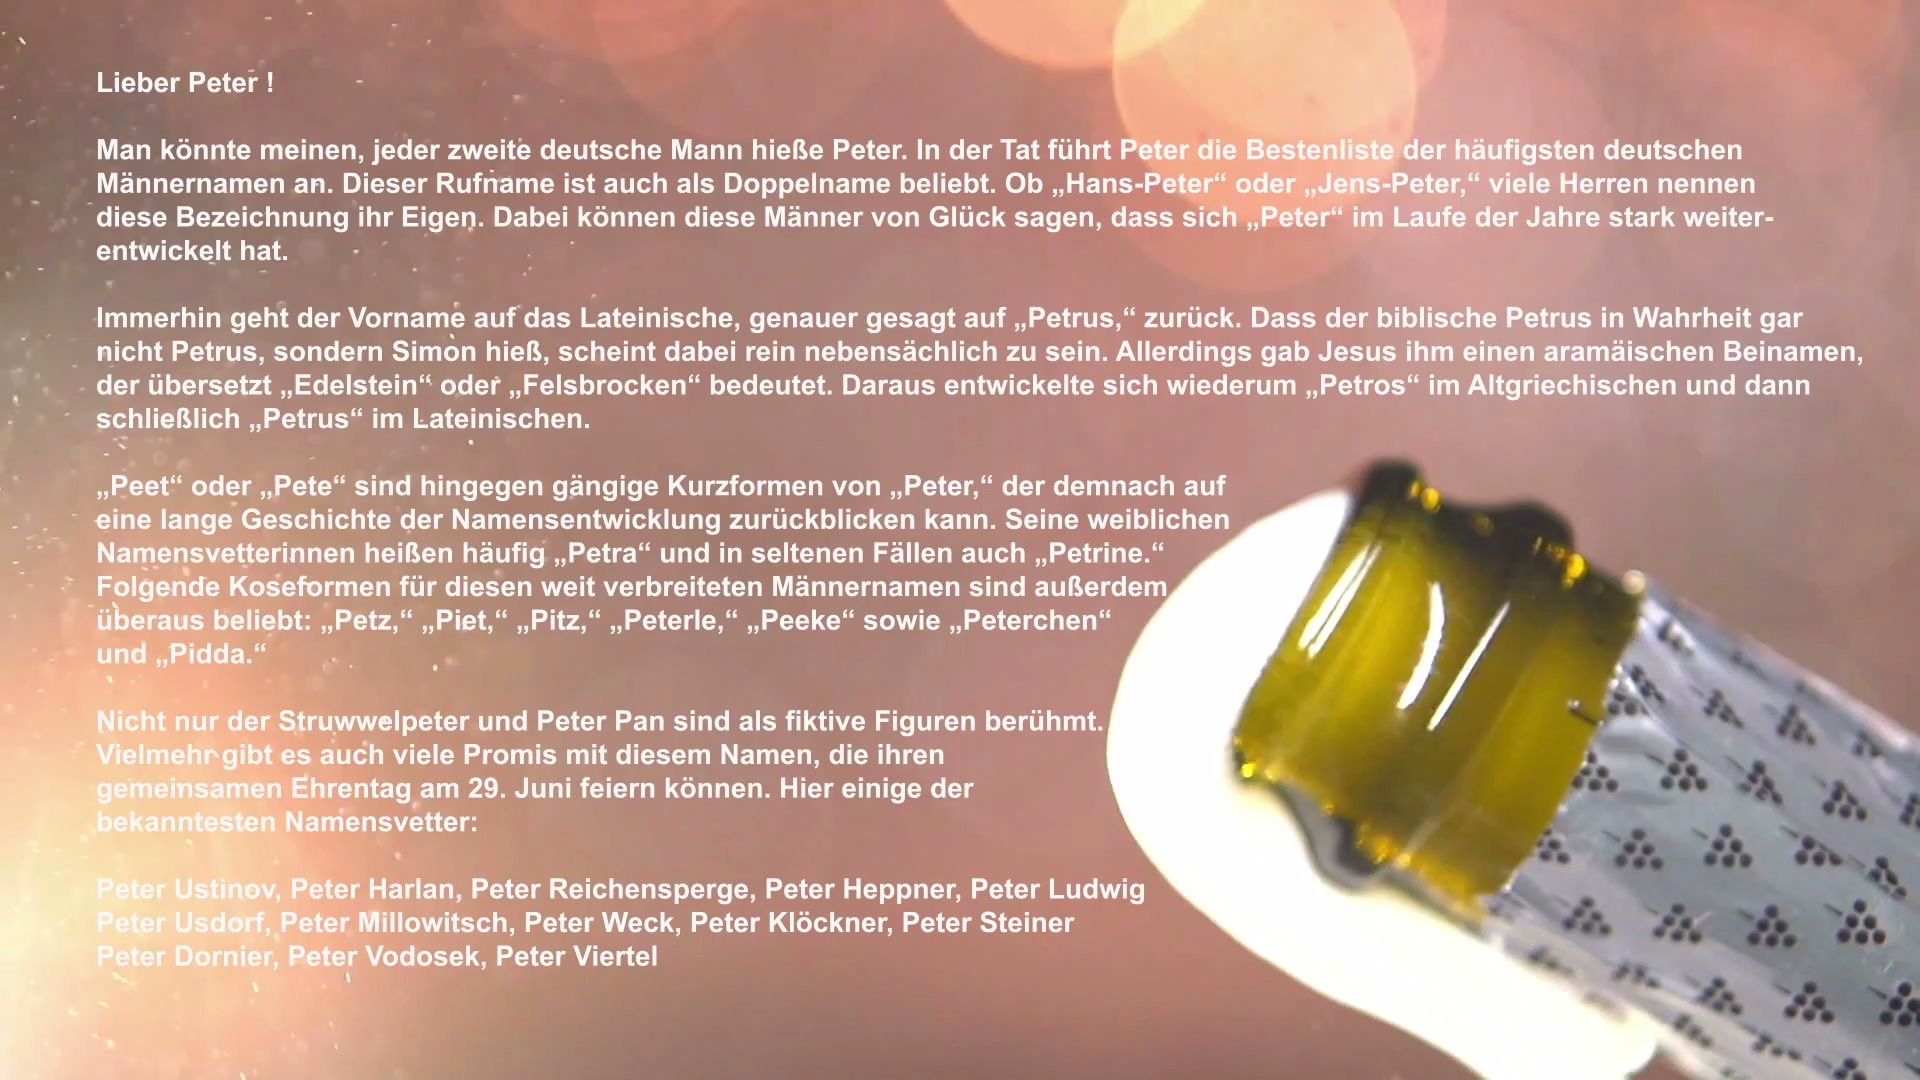 Lieber Peter !
Man könnte meinen, jeder zweite deutsche Mann hieße Peter. In der Tat führt Peter die Bestenliste der häufigsten deutschen
Männernamen an. Dieser Rufname ist auch als Doppelname beliebt. Ob „Hans-Peter“ oder „Jens-Peter,“ viele Herren nennen
diese Bezeichnung ihr Eigen. Dabei können diese Männer von Glück sagen, dass sich „Peter“ im Laufe der Jahre stark weiter-
entwickelt hat.
Immerhin geht der Vorname auf das Lateinische, genauer gesagt auf „Petrus,“ zurück. Dass der biblische Petrus in Wahrheit gar
nicht Petrus, sondern Simon hieß, scheint dabei rein nebensächlich zu sein. Allerdings gab Jesus ihm einen aramäischen Beinamen,
der übersetzt „Edelstein“ oder „Felsbrocken“ bedeutet. Daraus entwickelte sich wiederum „Petros“ im Altgriechischen und dann
schließlich „Petrus“ im Lateinischen.
„Peet“ oder „Pete“ sind hingegen gängige Kurzformen von „Peter,“ der demnach auf
eine lange Geschichte der Namensentwicklung zurückblicken kann. Seine weiblichen
Namensvetterinnen heißen häufig „Petra“ und in seltenen Fällen auch „Petrine.“
Folgende Koseformen für diesen weit verbreiteten Männernamen sind außerdem
überaus beliebt: „Petz,“ „Piet,“ „Pitz,“ „Peterle,“ „Peeke“ sowie „Peterchen“
und „Pidda.“
Nicht nur der Struwwelpeter und Peter Pan sind als fiktive Figuren berühmt.
Vielmehr gibt es auch viele Promis mit diesem Namen, die ihren
gemeinsamen Ehrentag am 29. Juni feiern können. Hier einige der
bekanntesten Namensvetter:
Peter Ustinov, Peter Harlan, Peter Reichensperge, Peter Heppner, Peter Ludwig
Peter Usdorf, Peter Millowitsch, Peter Weck, Peter Klöckner, Peter Steiner
Peter Dornier, Peter Vodosek, Peter Viertel